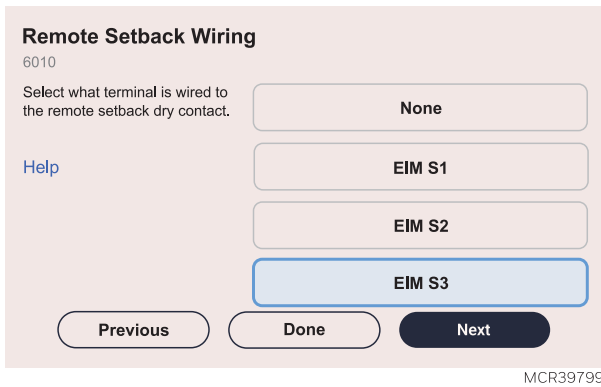 Remote Setback Wiring
6010
Select what terminal is wired to
the remote setback dry contact.
Help
None
EIM S1
EIM S2
EIM S3
Previous
Done
Next
MCR39799